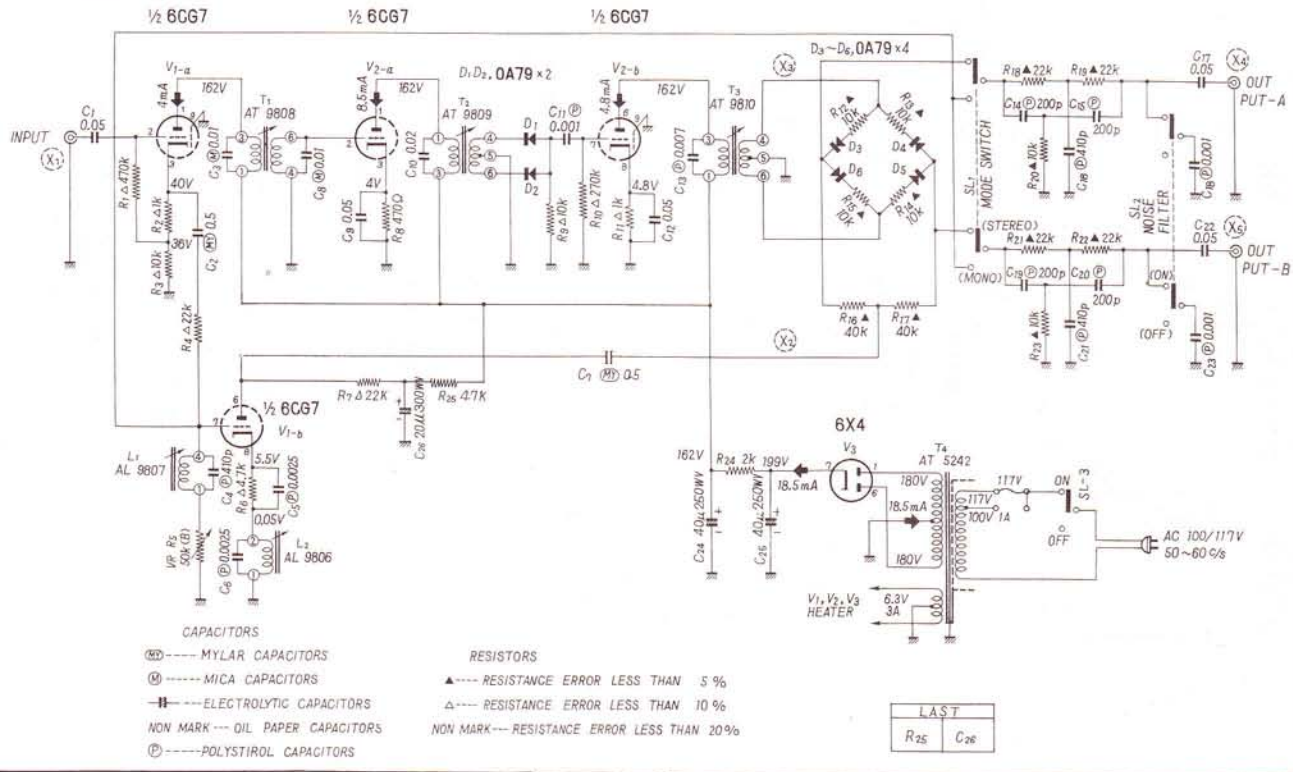 ½ 6CG7
½ 6CG7
½ 6CG7
V1-a
4mA
162V
T1
AT 9808
V2-a
8.5mA
162V
D1 D2, 0A79 × 2
T2
AT 9809
V2-b
4.8mA
162V
T3
AT 9810
D3~D6, 0A79 × 4
X3
INPUT
X1
C1
0.05
R1 △ 470k
40V
R2 △ 1k
36V
R3 △ 10k
C2 MY 0.5
C3 M 0.01
C8 M 0.01
4V
C9 0.05
R8 470Ω
C10 0.02
D1
D2
C11 P
0.001
R9 △ 10k
R10 △ 270k
4.8V
R11 △ 1k
C12 0.05
C13 P 0.007
R12 ▲
10k
R13 ▲
10k
D3
D4
D6
D5
R15 ▲
10k
R14 ▲
10k
R16 ▲
40k
R17 ▲
40k
X2
SL1
MODE SWITCH
(STEREO)
(MONO)
R18 ▲ 22k
R19 ▲ 22k
C14 P 200p
C15 P
200p
R20 ▲ 10k
C16 P 410p
C17
0.05
X4
OUT
PUT-A
C18 P 0.001
SL2
NOISE
FILTER
R21 ▲ 22k
R22 ▲ 22k
C19 P 200p
C20 P
200p
R23 ▲ 10k
C21 P 410p
(ON)
(OFF)
C22
0.05
X5
OUT
PUT-B
C23 P 0.001
R4 △ 22k
C7 MY 0.5
R7 △ 22k
R25 4.7K
C26 20μ 300WV
½ 6CG7
V1-b
L1
AL 9807
C4 P 410p
5.5V
R6 △ 4.7k
C5 P 0.0025
0.05V
VR R5
50k (B)
C6 P 0.0025
L2
AL 9806
162V
R24 2k
199V
18.5mA
6X4
V3
C24 40μ 250WV
C25 40μ 250WV
T4
AT 5242
180V
18.5mA
180V
117V
117V
100V 1A
ON
OFF
SL-3
AC 100/117V
50~60 c/s
V1, V2, V3
HEATER
6.3V
3A
CAPACITORS
MY ---- MYLAR CAPACITORS
M ------ MICA CAPACITORS
---ELECTROLYTIC CAPACITORS
NON MARK --- OIL PAPER CAPACITORS
P -----POLYSTIROL CAPACITORS
RESISTORS
▲---- RESISTANCE ERROR LESS THAN 5 %
△---- RESISTANCE ERROR LESS THAN 10 %
NON MARK--- RESISTANCE ERROR LESS THAN 20%
LAST
R25 C26